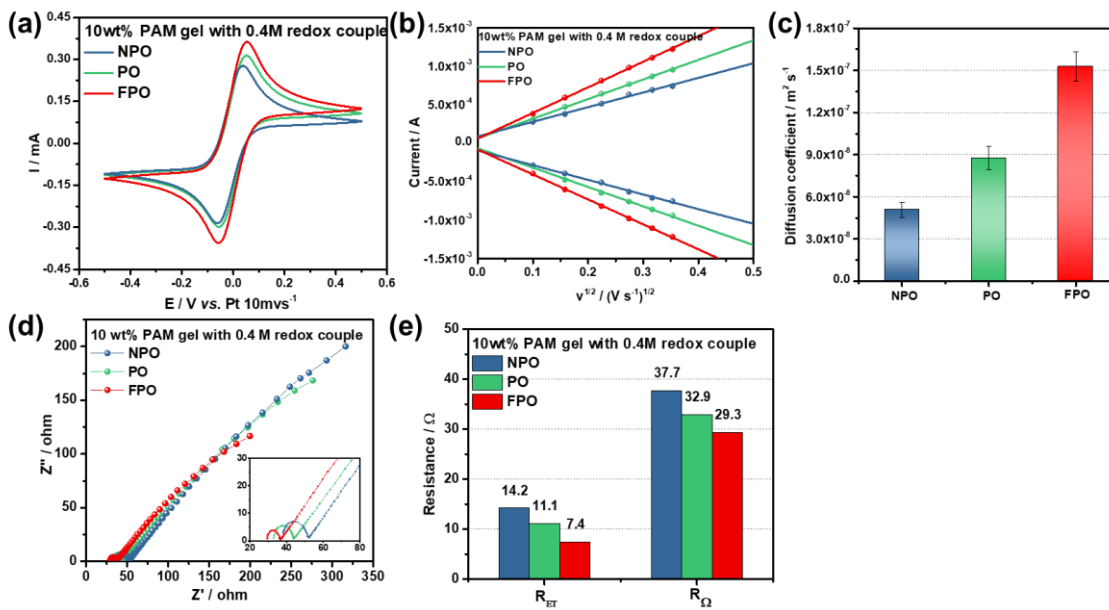 (a)
10wt% PAM gel with 0.4M redox couple
NPO
PO
FPO
0.45
0.30
0.15
0.00
-0.15
-0.30
0.45
-0.6
-0.4
-0.2
0.0
0.2
0.4
0.6
I / mA
E / V vs. Pt 10mvs⁻¹
(b)
10wt% PAM gel with 0.4 M redox couple
NPO
PO
FPO
1.5x10⁻³
1.0x10⁻³
5.0x10⁻⁴
0.0
-5.0x10⁻⁴
-1.0x10⁻³
-1.5x10⁻³
0.0
0.1
0.2
0.3
0.4
0.5
Current / A
v^1/2 / (V s⁻¹)^1/2
(c)
1.8x10⁻⁷
1.5x10⁻⁷
1.2x10⁻⁷
9.0x10⁻⁸
6.0x10⁻⁸
3.0x10⁻⁸
0.0
NPO
PO
FPO
Diffusion coefficient / m² s⁻¹
(d)
10 wt% PAM gel with 0.4 M redox couple
NPO
PO
FPO
200
150
100
50
0
0
50
100
150
200
250
300
350
Z'' / ohm
Z' / ohm
30
20
10
0
20
40
60
80
(e)
10wt% PAM gel with 0.4M redox couple
NPO
PO
FPO
50
40
30
20
10
0
Resistance / Ω
14.2
11.1
7.4
37.7
32.9
29.3
R_ET
R_Ω